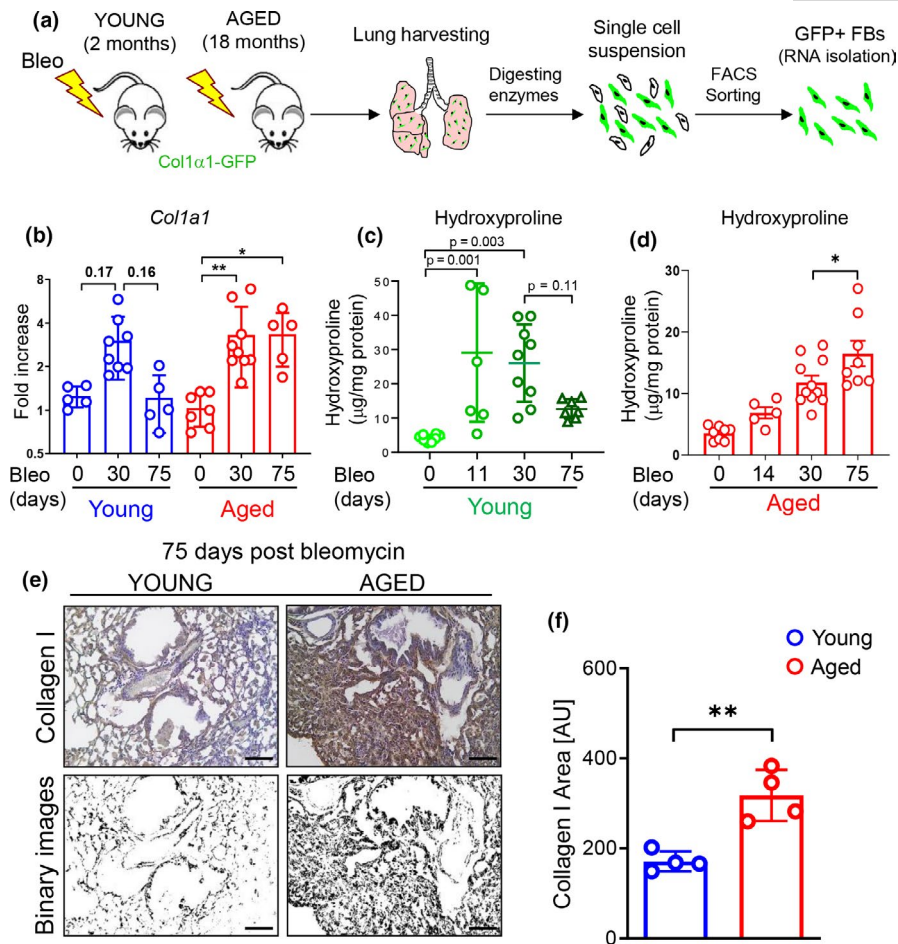 (a)
YOUNG
(2 months)
AGED
(18 months)
Bleo
Col1α1-GFP
Lung harvesting
Digesting
enzymes
Single cell
suspension
FACS
Sorting
GFP+ FBs
(RNA isolation)
(b)
Col1a1
Fold increase
8
4
2
1
0.5
0.17
0.16
**
*
0 30 75 0 30 75
Bleo
(days)
Young
Aged
(c)
Hydroxyproline
Hydroxyproline
(µg/mg protein)
50
40
30
20
10
0
p = 0.003
p = 0.001
p = 0.11
0 11 30 75
Bleo
(days)
Young
(d)
Hydroxyproline
Hydroxyproline
(µg/mg protein)
30
20
10
0
*
0 14 30 75
Bleo
(days)
Aged
75 days post bleomycin
(e)
YOUNG
AGED
Collagen I
Binary images
(f)
Young
Aged
Collagen I Area [AU]
600
400
200
0
**